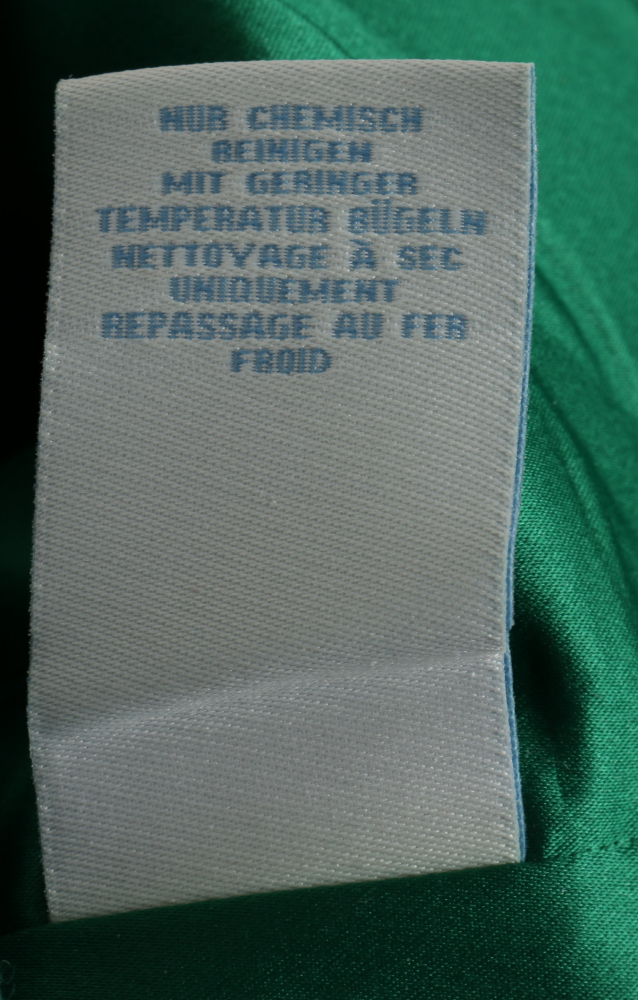 NUR CHEMISCH
REINIGEN
MIT GERINGER
TEMPERATUR BÜGELN
NETTOYAGE À SEC
UNIQUEMENT
REPASSAGE AU FER
FROID